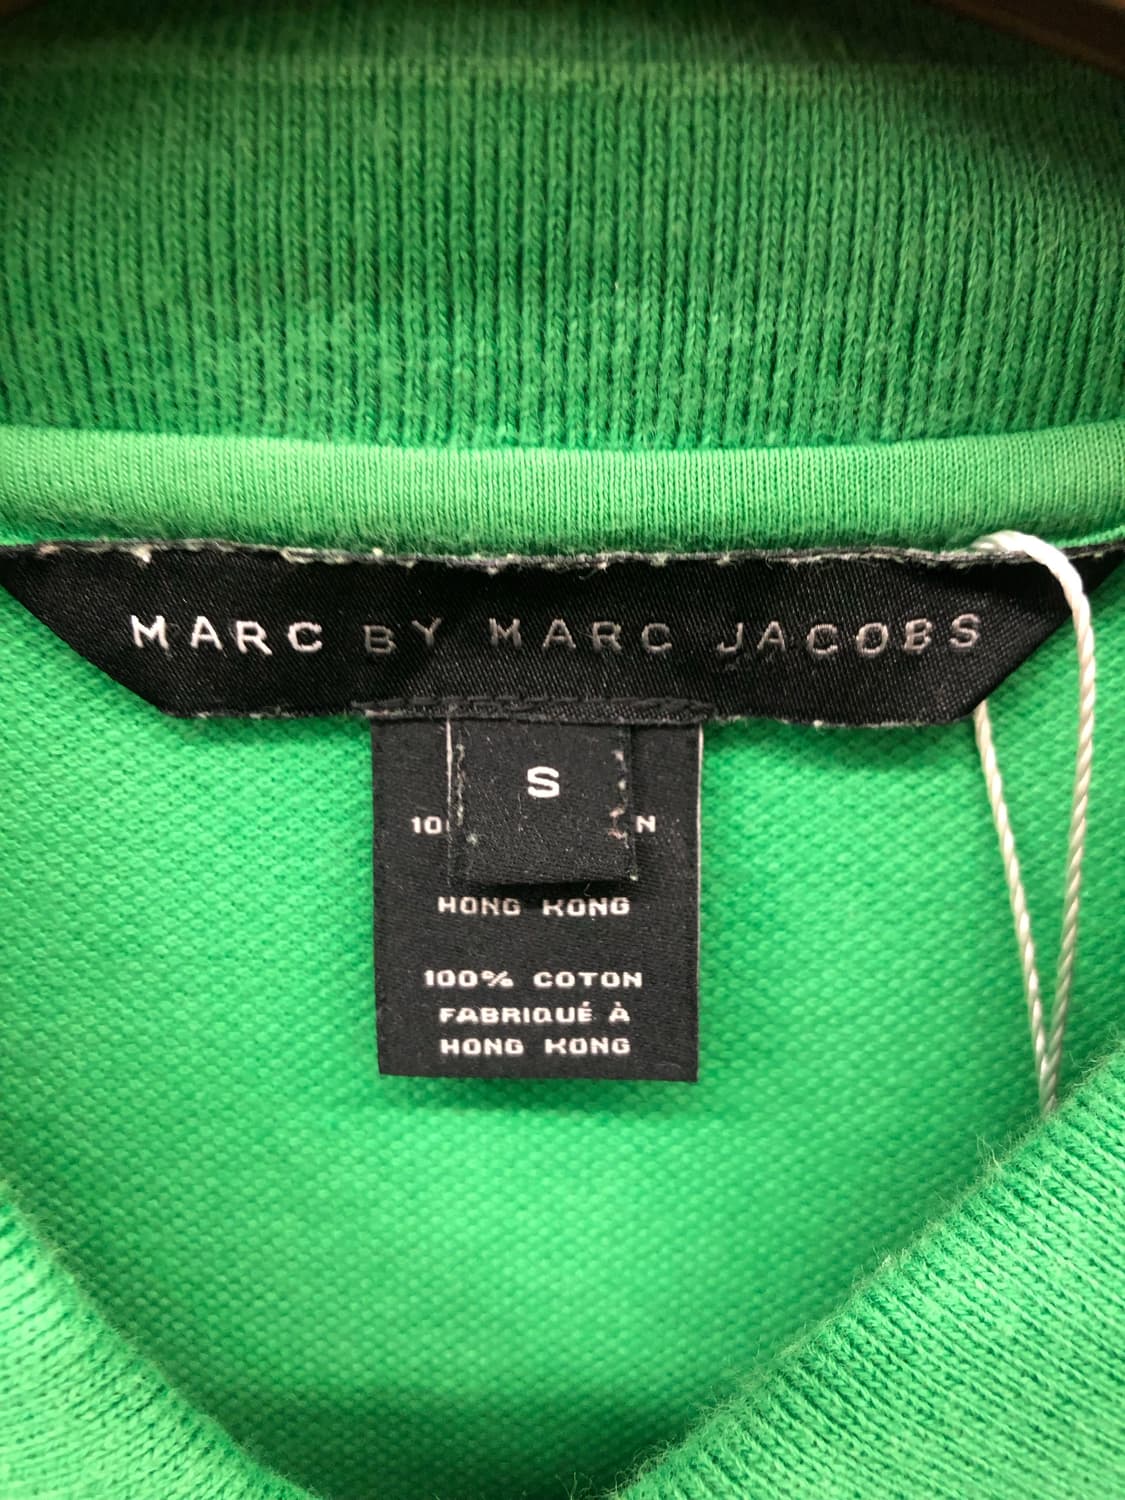 MARC BY MARC JACOBS
S
HONG KONG
100% COTON
FABRIQUÉ À
HONG KONG